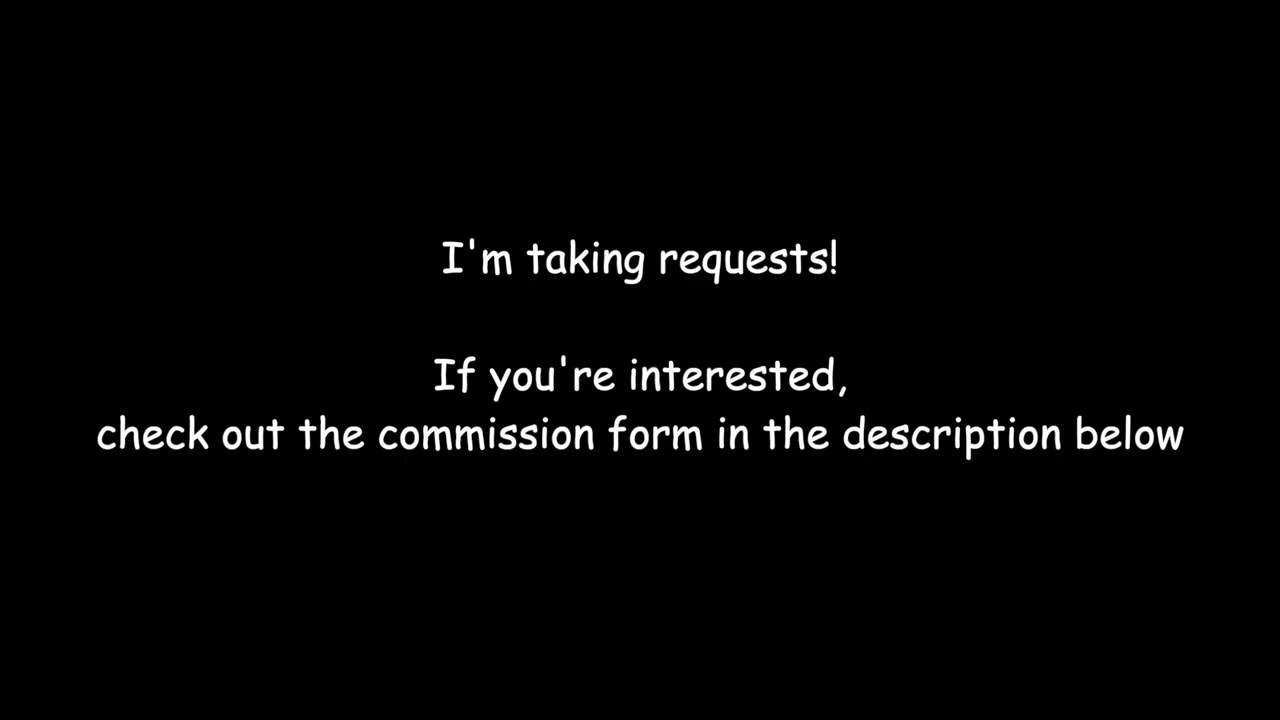 I'm taking requests!
If you're interested,
check out the commission form in the description below